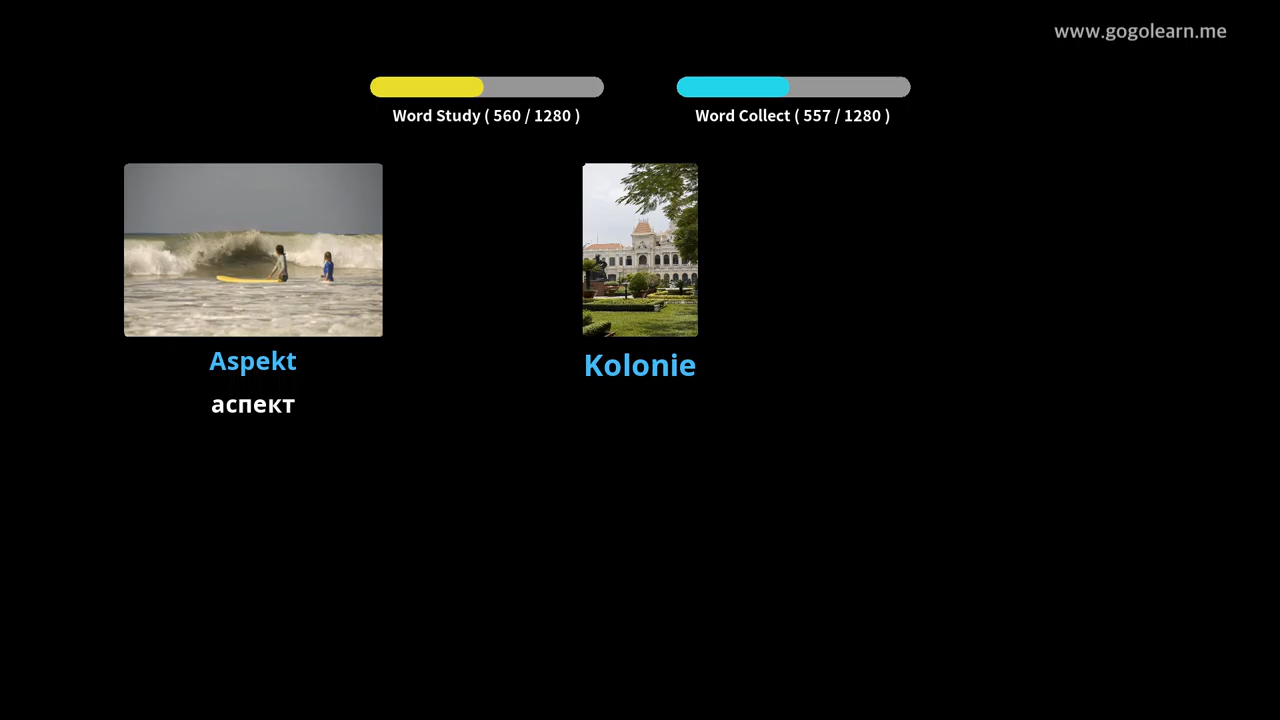 www.gogolearn.me
Word Study ( 560 / 1280 )
Word Collect ( 557 / 1280 )
Aspekt
аспект
Kolonie